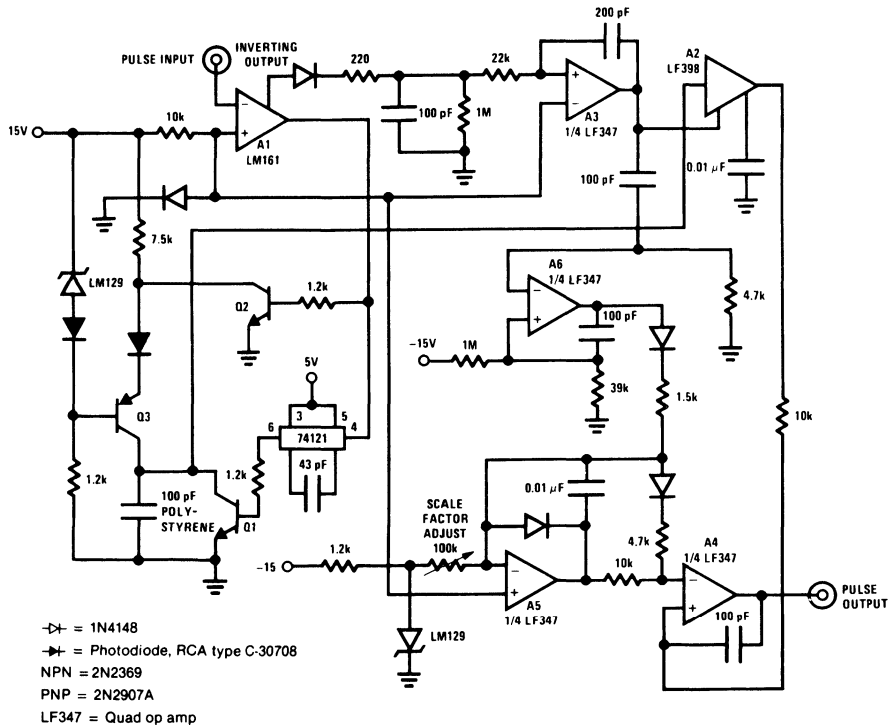 PULSE INPUT
INVERTING
OUTPUT
220
22k
200 pF
A2
LF398
15V
10k
A1
LM161
100 pF
1M
A3
1/4 LF347
100 pF
0.01 μF
7.5k
LM129
Q2
1.2k
A6
1/4 LF347
4.7k
-15V
1M
100 pF
39k
1.5k
10k
5V
3
5
6
74121
4
43 pF
Q3
1.2k
1.2k
100 pF
POLY-
STYRENE
Q1
-15
1.2k
SCALE
FACTOR
ADJUST
100k
0.01 μF
4.7k
A5
1/4 LF347
10k
A4
1/4 LF347
100 pF
PULSE
OUTPUT
LM129
= 1N4148
= Photodiode, RCA type C-30708
NPN = 2N2369
PNP = 2N2907A
LF347 = Quad op amp
- 
+
- 
+
+
-
- 
+
- 
+
- 
+